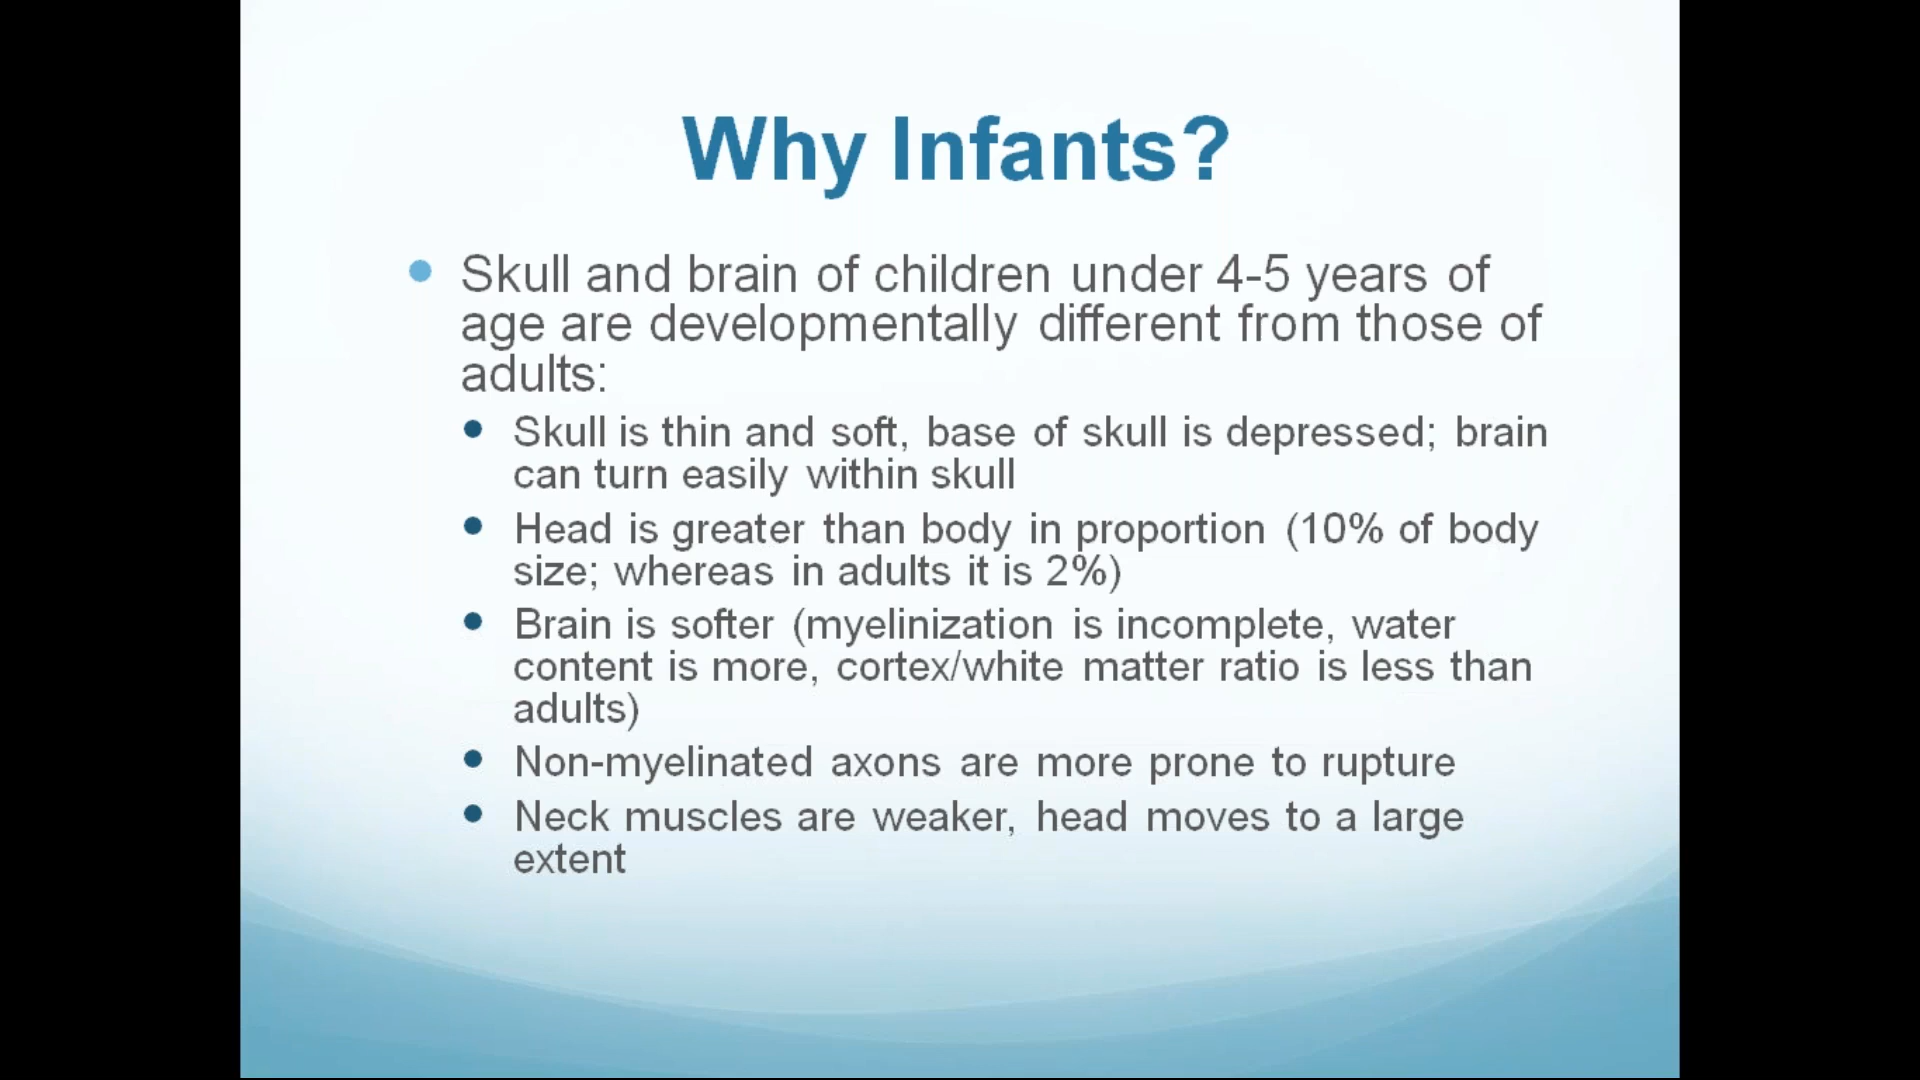 Why Infants?
Skull and brain of children under 4-5 years of
age are developmentally different from those of
adults:
Skull is thin and soft, base of skull is depressed; brain
can turn easily within skull
Head is greater than body in proportion (10% of body
size; whereas in adults it is 2%)
Brain is softer (myelinization is incomplete, water
content is more, cortex/white matter ratio is less than
adults)
Non-myelinated axons are more prone to rupture
Neck muscles are weaker, head moves to a large
extent